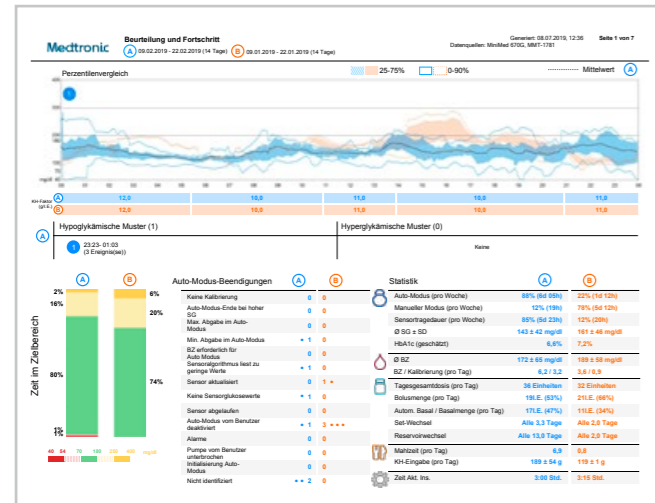 Medtronic
Beurteilung und Fortschritt
A 09.02.2019 - 22.02.2019 (14 Tage) B 09.01.2019 - 22.01.2019 (14 Tage)
Generiert: 08.07.2019, 12:36 Seite 1 von 7
Datenquellen: MiniMed 670G, MMT-1781
Perzentilenvergleich 25-75% 0-90% Mittelwert A
1
mg/dl
KH-Faktor
(g/I.E.)
A 12,0 10,0 11,0 10,0 11,0
B 12,0 10,0 11,0 10,0 11,0
A Hypoglykämische Muster (1) Hyperglykämische Muster (0)
1 23:23- 01:03
(3 Ereignis(se))
Keine
Zeit im Zielbereich
A B
2% 6%
16% 20%
80% 74%
1%
1%
40 54 70 180
mg/dl
Auto-Modus-Beendigungen A B
Keine Kalibrierung 0 0
Auto-Modus-Ende bei hoher SG 0 0
Max. Abgabe im Auto-Modus 0 0
Min. Abgabe im Auto-Modus 1 0
BZ erforderlich für Auto Modus 0 0
Sensoralgorithmus liest zu geringe Werte 1 0
Sensor aktualisiert 0 1
Keine Sensorglukosewerte 1 0
Sensor abgelaufen 0 0
Auto-Modus vom Benutzer deaktiviert 1 3
Alarme 0 0
Pumpe vom Benutzer unterbrochen 0 0
Initialisierung Auto-Modus 0 0
Nicht identifiziert 2 0
Statistik A B
Auto-Modus (pro Woche) 88% (6d 05h) 22% (1d 12h)
Manueller Modus (pro Woche) 12% (19h) 78% (5d 12h)
Sensortragedauer (pro Woche) 85% (5d 23h) 12% (20h)
Ø SG ± SD 143 ± 42 mg/dl 161 ± 46 mg/dl
HbA1c (geschätzt) 6,6% 7,2%
Ø BZ 172 ± 65 mg/dl 189 ± 58 mg/dl
BZ / Kalibrierung (pro Tag) 6,2 / 3,2 3,6 / 0,9
Tagesgesamtdosis (pro Tag) 36 Einheiten 32 Einheiten
Bolusmenge (pro Tag) 19I.E. (53%) 21I.E. (66%)
Autom. Basal / Basalmenge (pro Tag) 17I.E. (47%) 11I.E. (34%)
Set-Wechsel Alle 3,3 Tage Alle 2,0 Tage
Reservoirwechsel Alle 13,0 Tage Alle 2,0 Tage
Mahlzeit (pro Tag) 6,9 0,8
KH-Eingabe (pro Tag) 189 ± 54 g 119 ± 1 g
Zeit Akt. Ins. 3:00 Std. 3:15 Std.